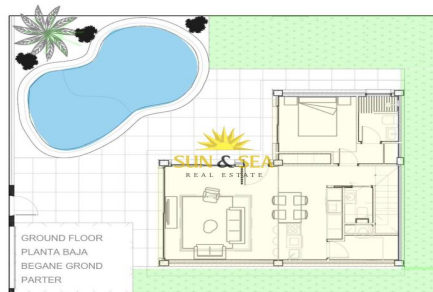 SUN & SEA
REAL ESTATE
GROUND FLOOR
PLANTA BAJA
BEGANE GROND
PARTER